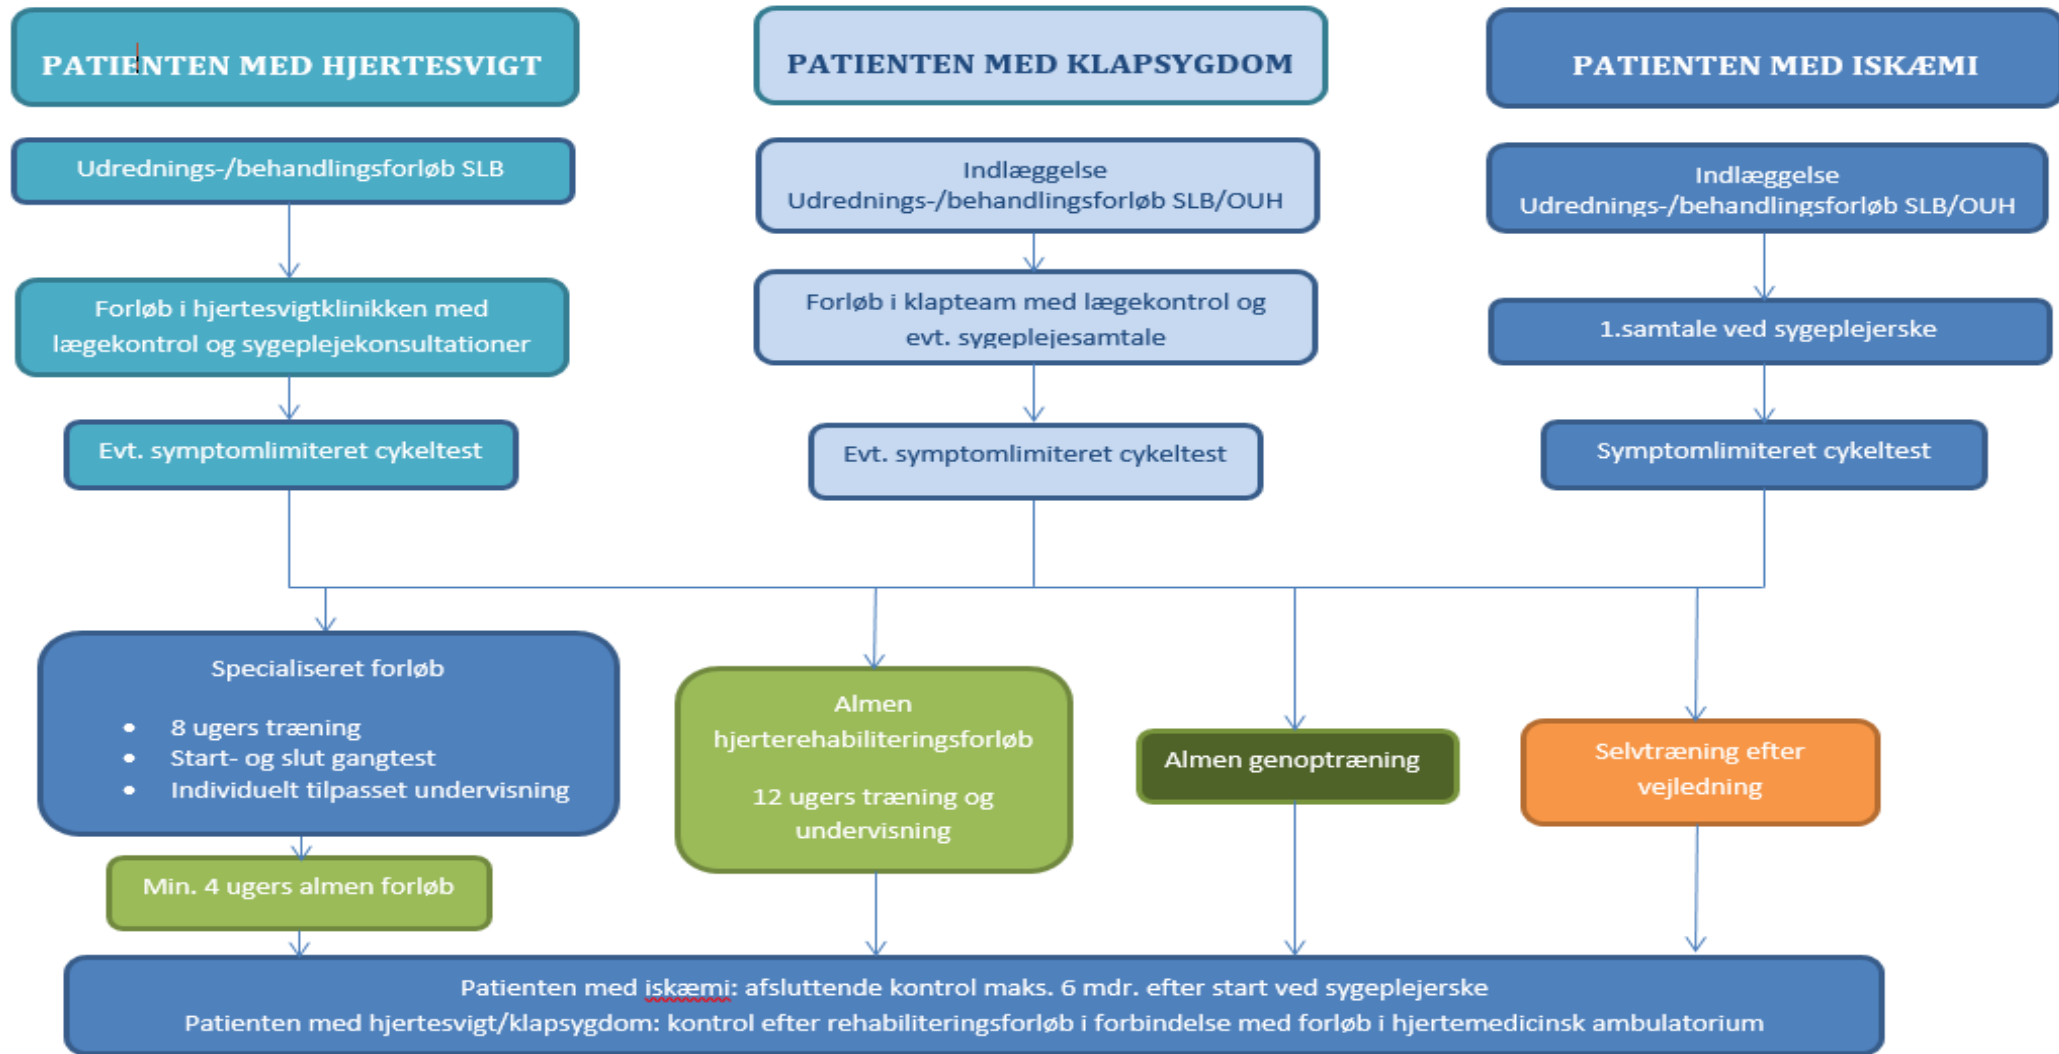 PATIENTEN MED HJERTESVIGT
PATIENTEN MED KLAPSYGDOM
PATIENTEN MED ISKÆMI
Udrednings-/behandlingsforløb SLB
Indlæggelse
Udrednings-/behandlingsforløb SLB/OUH
Indlæggelse
Udrednings-/behandlingsforløb SLB/OUH
Forløb i hjertesvigtklinikken med
lægekontrol og sygeplejekonsultationer
Forløb i klapteam med lægekontrol og
evt. sygeplejesamtale
1.samtale ved sygeplejerske
Evt. symptomlimiteret cykeltest
Evt. symptomlimiteret cykeltest
Symptomlimiteret cykeltest
Specialiseret forløb
• 8 ugers træning
• Start- og slut gangtest
• Individuelt tilpasset undervisning
Min. 4 ugers almen forløb
Almen
hjerterehabiliteringsforløb
12 ugers træning og
undervisning
Almen genoptræning
Selvtræning efter
vejledning
Patienten med iskæmi: afsluttende kontrol maks. 6 mdr. efter start ved sygeplejerske
Patienten med hjertesvigt/klapsygdom: kontrol efter rehabiliteringsforløb i forbindelse med forløb i hjertemedicinsk ambulatorium